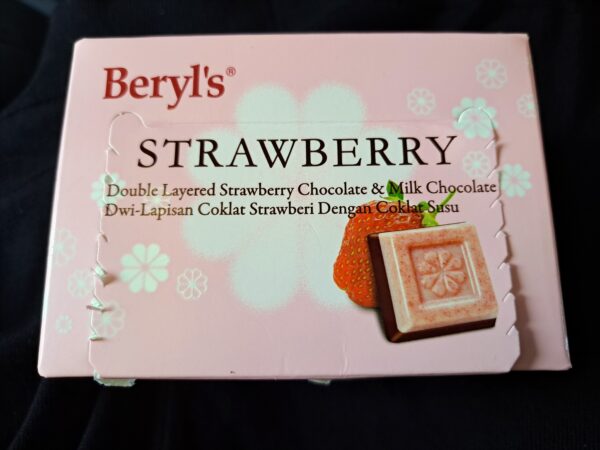 Beryl's®
STRAWBERRY
Double Layered Strawberry Chocolate & Milk Chocolate
Dwi-Lapisan Coklat Strawberi Dengan Coklat Susu